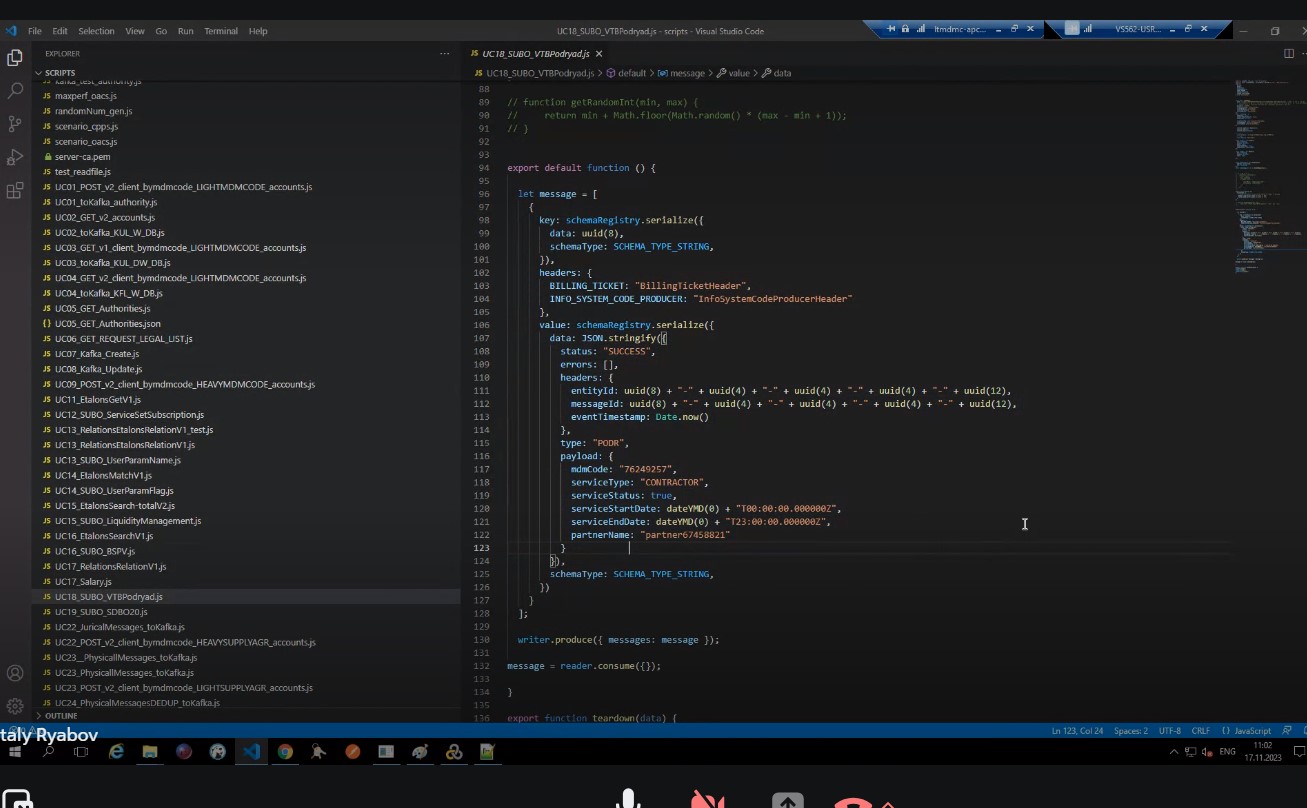 File Edit Selection View Go Run Terminal Help
UC18_SUBO_VTBPodryad.js - scripts - Visual Studio Code
ltmdmc-apc...
VS562-USR...
EXPLORER
SCRIPTS
kafka_test_authority.js
maxperf_oacs.js
randomNum_gen.js
scenario_cpps.js
scenario_oacs.js
server-ca.pem
test_readfile.js
UC01_POST_v2_client_bymdmcode_LIGHTMDMCODE_accounts.js
UC01_toKafka_authority.js
UC02_GET_v2_accounts.js
UC02_toKafka_KUL_W_DB.js
UC03_GET_v1_client_bymdmcode_LIGHTMDMCODE_accounts.js
UC03_toKafka_KUL_DW_DB.js
UC04_GET_v2_client_bymdmcode_LIGHTMDMCODE_accounts.js
UC04_toKafka_KFL_W_DB.js
UC05_GET_Authorities.js
UC05_GET_Authorities.json
UC06_GET_REQUEST_LEGAL_LIST.js
UC07_Kafka_Create.js
UC08_Kafka_Update.js
UC09_POST_v2_client_bymdmcode_HEAVYMDMCODE_accounts.js
UC11_EtalonsGetV1.js
UC12_SUBO_ServiceSetSubscription.js
UC13_RelationsEtalonsRelationV1_test.js
UC13_RelationsEtalonsRelationV1.js
UC13_SUBO_UserParamName.js
UC14_EtalonsMatchV1.js
UC14_SUBO_UserParamFlag.js
UC15_EtalonsSearch-totalV2.js
UC15_SUBO_LiquidityManagement.js
UC16_EtalonsSearchV1.js
UC16_SUBO_BSPV.js
UC17_RelationsRelationV1.js
UC17_Salary.js
UC18_SUBO_VTBPodryad.js
UC19_SUBO_SDBO20.js
UC22_JuricalMessages_toKafka.js
UC22_POST_v2_client_bymdmcode_HEAVYSUPPLYAGR_accounts.js
UC23__PhysicallMessages_toKafka.js
UC23_PhysicallMessages_toKafka.js
UC23_POST_v2_client_bymdmcode_LIGHTSUPPLYAGR_accounts.js
UC24_PhysicalMessagesDEDUP_toKafka.js
OUTLINE
JS UC18_SUBO_VTBPodryad.js
JS UC18_SUBO_VTBPodryad.js > default > message > value > data
88
89 // function getRandomInt(min, max) {
90 //     return min + Math.floor(Math.random() * (max - min + 1));
91 // }
92
93
94 export default function () {
95
96   let message = [
97     {
98       key: schemaRegistry.serialize({
99         data: uuid(8),
100         schemaType: SCHEMA_TYPE_STRING,
101       }),
102       headers: {
103         BILLING_TICKET: "BillingTicketHeader",
104         INFO_SYSTEM_CODE_PRODUCER: "InfoSystemCodeProducerHeader"
105       },
106       value: schemaRegistry.serialize({
107         data: JSON.stringify({
108           status: "SUCCESS",
109           errors: [],
110           headers: {
111             entityId: uuid(8) + "-" + uuid(4) + "-" + uuid(4) + "-" + uuid(4) + "-" + uuid(12),
112             messageId: uuid(8) + "-" + uuid(4) + "-" + uuid(4) + "-" + uuid(4) + "-" + uuid(12),
113             eventTimestamp: Date.now()
114           },
115           type: "PODR",
116           payload: {
117             mdmCode: "76249257",
118             serviceType: "CONTRACTOR",
119             serviceStatus: true,
120             serviceStartDate: dateYMD(0) + "T00:00:00.000000Z",
121             serviceEndDate: dateYMD(0) + "T23:00:00.000000Z",
122             partnerName: "partner67458821"
123           }
124         }),
125         schemaType: SCHEMA_TYPE_STRING,
126       })
127     }
128   ];
129
130   writer.produce({ messages: message });
131
132 message = reader.consume({});
133
134 }
135
136 export function teardown(data) {
Ln 123, Col 24 Spaces: 2 UTF-8 CRLF {} JavaScript
taly Ryabov
ENG
11:02
17.11.2023